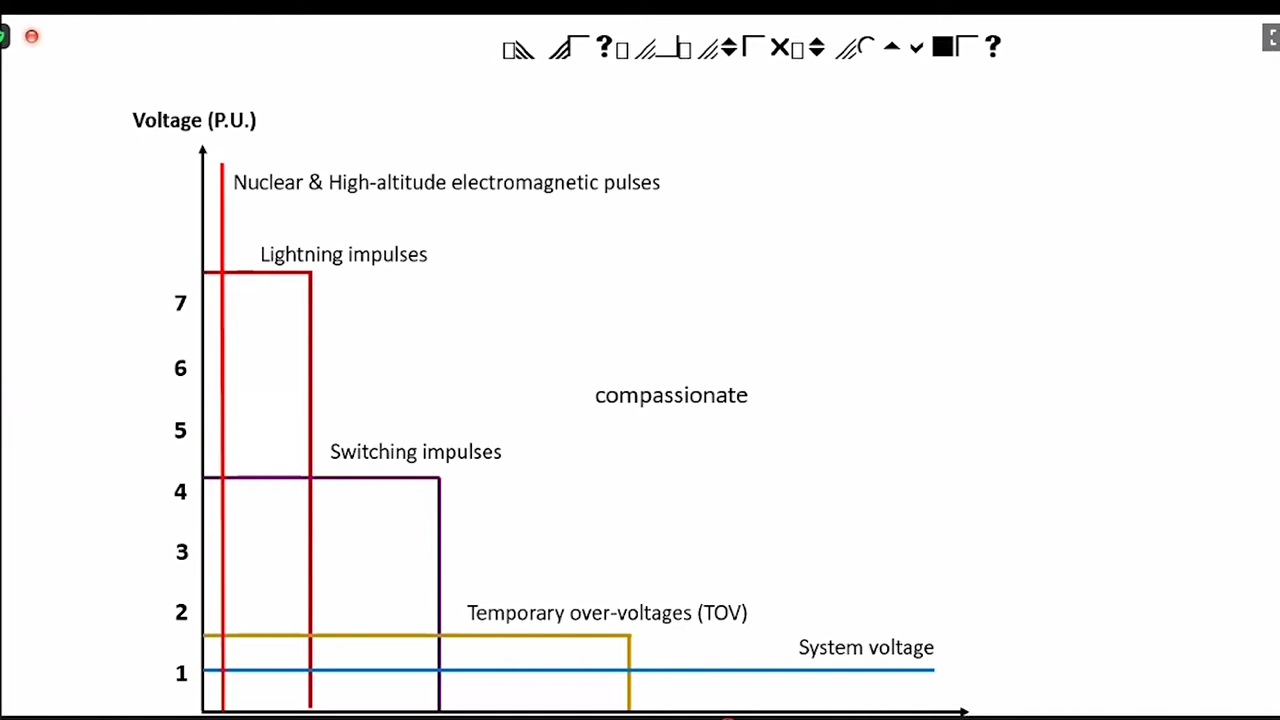 Voltage (P.U.)
Nuclear & High-altitude electromagnetic pulses
Lightning impulses
7
6
compassionate
5
Switching impulses
4
3
2
Temporary over-voltages (TOV)
System voltage
1